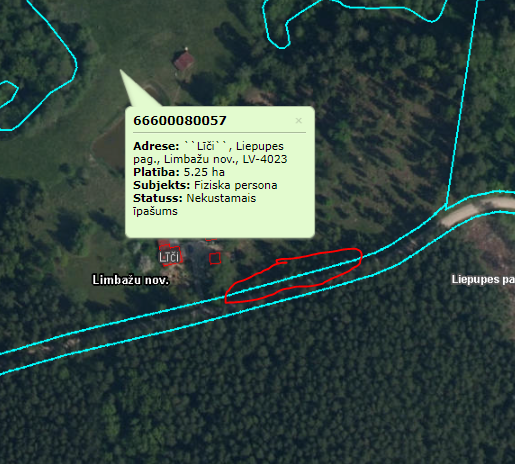 66600080057 ×
Adrese: ``Līči``, Liepupes
pag., Limbažu nov., LV-4023
Platība: 5.25 ha
Subjekts: Fiziska persona
Statuss: Nekustamais
īpašums
Līči
Limbažu nov.
Liepupes pa